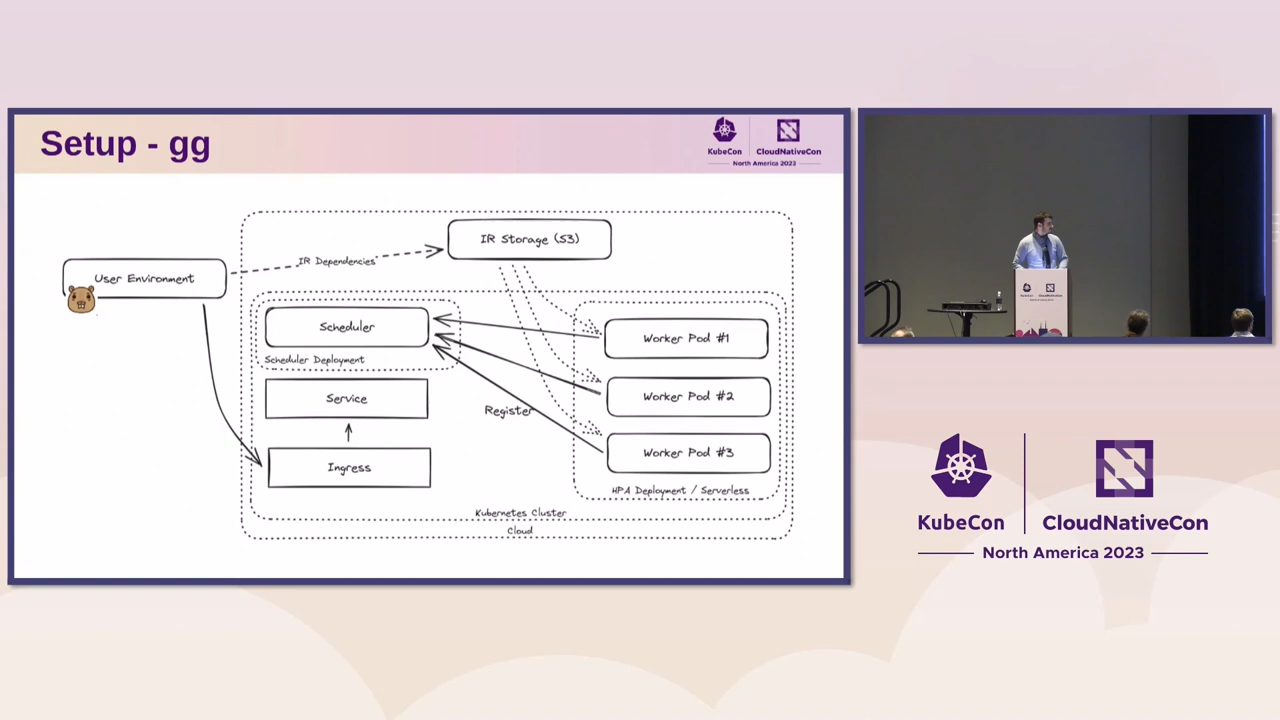 Setup - gg
KubeCon
CloudNativeCon
North America 2023
IR Storage (S3)
IR Dependencies
User Environment
Scheduler
Scheduler Deployment
Worker Pod #1
Service
Worker Pod #2
Register
Ingress
Worker Pod #3
HPA Deployment / Serverless
Kubernetes Cluster
Cloud
KubeCon
CloudNativeCon
North America 2023